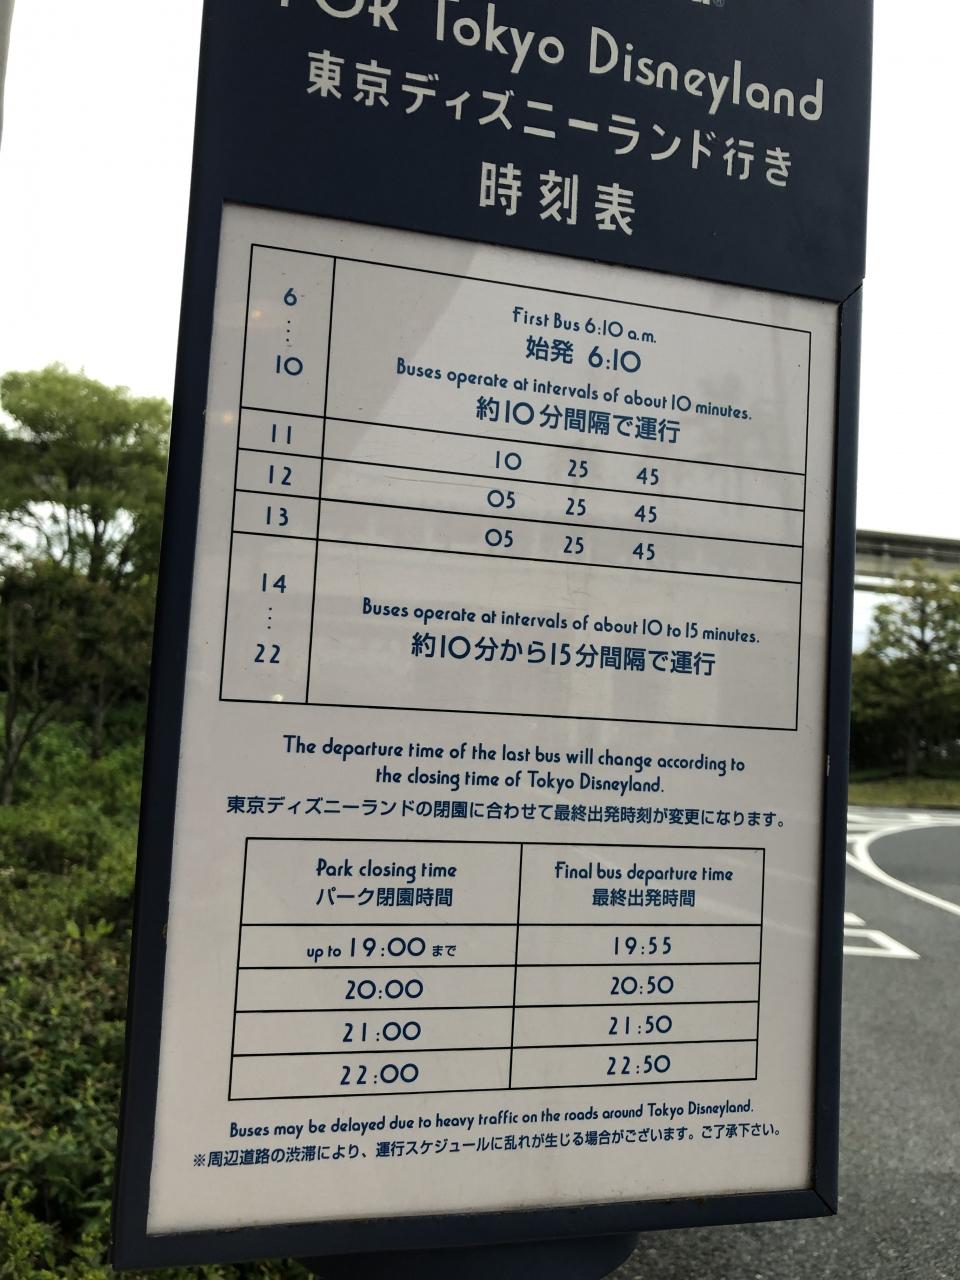 FOR Tokyo Disneyland
東京ディズニーランド行き
時刻表
6
⋮
10
First Bus 6:10 a.m.
始発 6:10
Buses operate at intervals of about 10 minutes.
約10分間隔で運行
11 10 25 45
12 05 25 45
13 05 25 45
14
⋮
22
Buses operate at intervals of about 10 to 15 minutes.
約10分から15分間隔で運行
The departure time of the last bus will change according to
the closing time of Tokyo Disneyland.
東京ディズニーランドの閉園に合わせて最終出発時刻が変更になります。
Park closing time
パーク閉園時間
Final bus departure time
最終出発時間
up to 19:00 まで 19:55
20:00 20:50
21:00 21:50
22:00 22:50
Buses may be delayed due to heavy traffic on the roads around Tokyo Disneyland.
※周辺道路の渋滞により、運行スケジュールに乱れが生じる場合がございます。ご了承下さい。